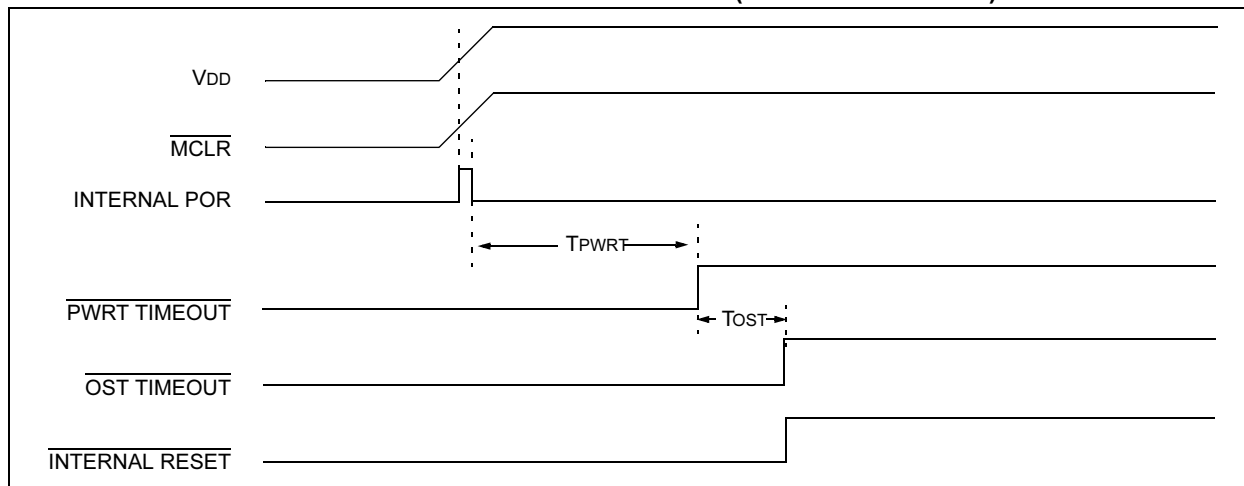 VDD
MCLR
INTERNAL POR
TPWRT
PWRT TIMEOUT
TOST
OST TIMEOUT
INTERNAL RESET